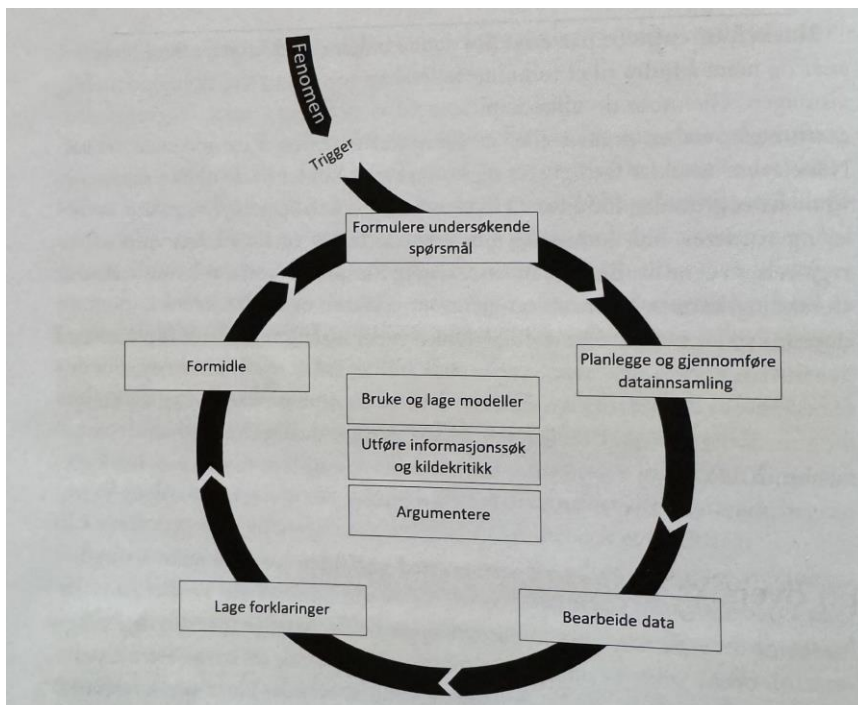 Fenomen
Trigger
Formulere undersøkende
spørsmål
Planlegge og gjennomføre
datainnsamling
Formidle
Bruke og lage modeller
Utføre informasjonssøk
og kildekritikk
Argumentere
Lage forklaringer
Bearbeide data